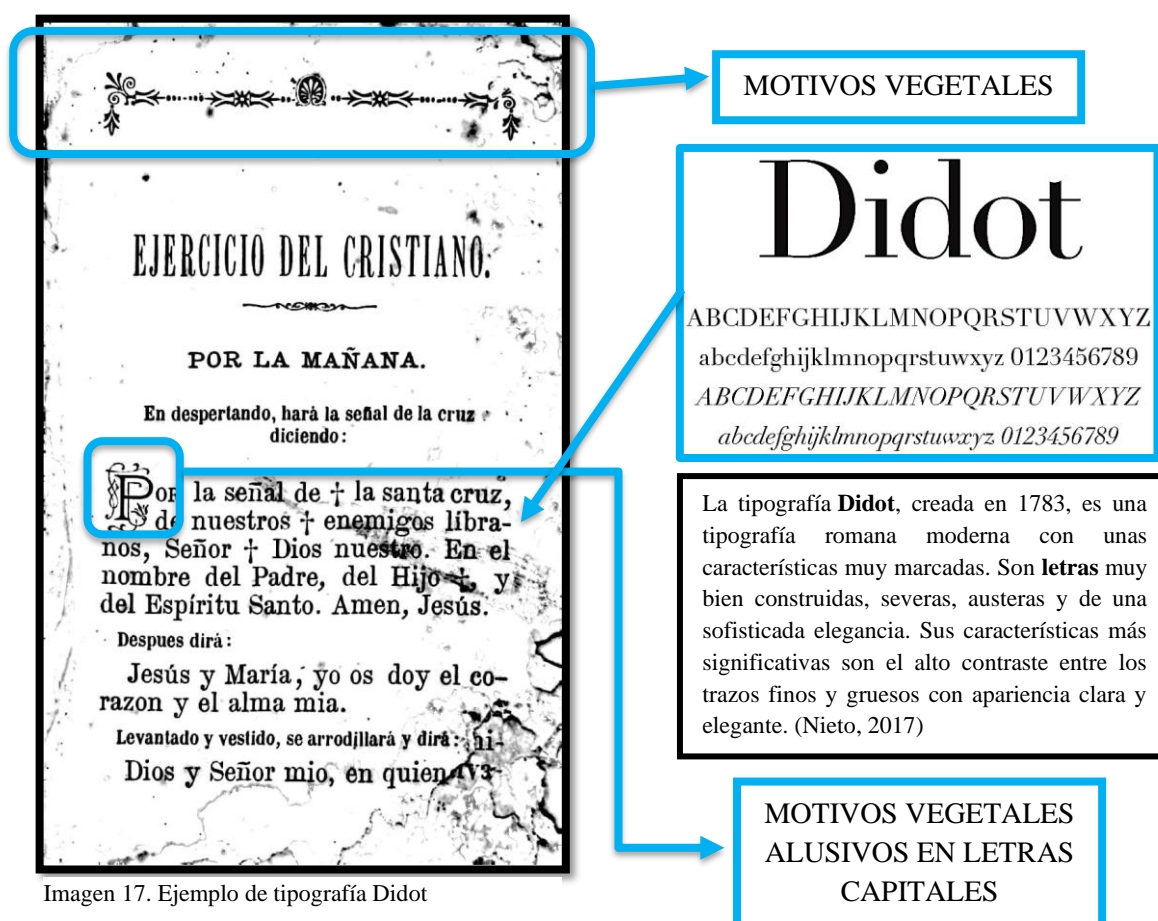 MOTIVOS VEGETALES
EJERCICIO DEL CRISTIANO.
POR LA MAÑANA.
En despertando, hará la señal de la cruz
diciendo:
Por la señal de † la santa cruz,
de nuestros † enemigos libra-
nos, Señor † Dios nuestro. En el
nombre del Padre, del Hijo †, y
del Espíritu Santo. Amen, Jesús.
Despues dirá:
Jesús y María, yo os doy el co-
razon y el alma mia.
Levantado y vestido, se arrodillará y dirá:
Dios y Señor mio, en quien
Imagen 17. Ejemplo de tipografía Didot
Didot
ABCDEFGHIJKLMNOPQRSTUVWXYZ
abcdefghijklmnopqrstuwxyz 0123456789
ABCDEFGHIJKLMNOPQRSTUVWXYZ
abcdefghijklmnopqrstuwxyz 0123456789
La tipografía Didot, creada en 1783, es una
tipografía romana moderna con unas
características muy marcadas. Son letras muy
bien construidas, severas, austeras y de una
sofisticada elegancia. Sus características más
significativas son el alto contraste entre los
trazos finos y gruesos con apariencia clara y
elegante. (Nieto, 2017)
MOTIVOS VEGETALES
ALUSIVOS EN LETRAS
CAPITALES